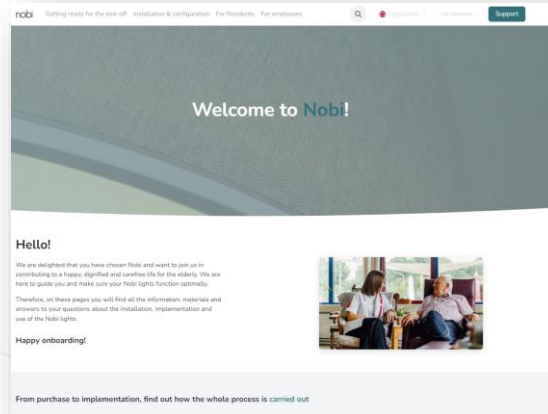 nobi Getting ready for the kick-off Installation & configuration For Residents For employees Support
Welcome to Nobi!
Hello!
We are delighted that you have chosen Nobi and want to join us in
contributing to a happy, dignified and carefree life for the elderly. We are
here to guide you and make sure your Nobi lights function optimally.
Therefore, on these pages you will find all the information, materials and
answers to your questions about the installation, implementation and
use of the Nobi lights.
Happy onboarding!
From purchase to implementation, find out how the whole process is carried out